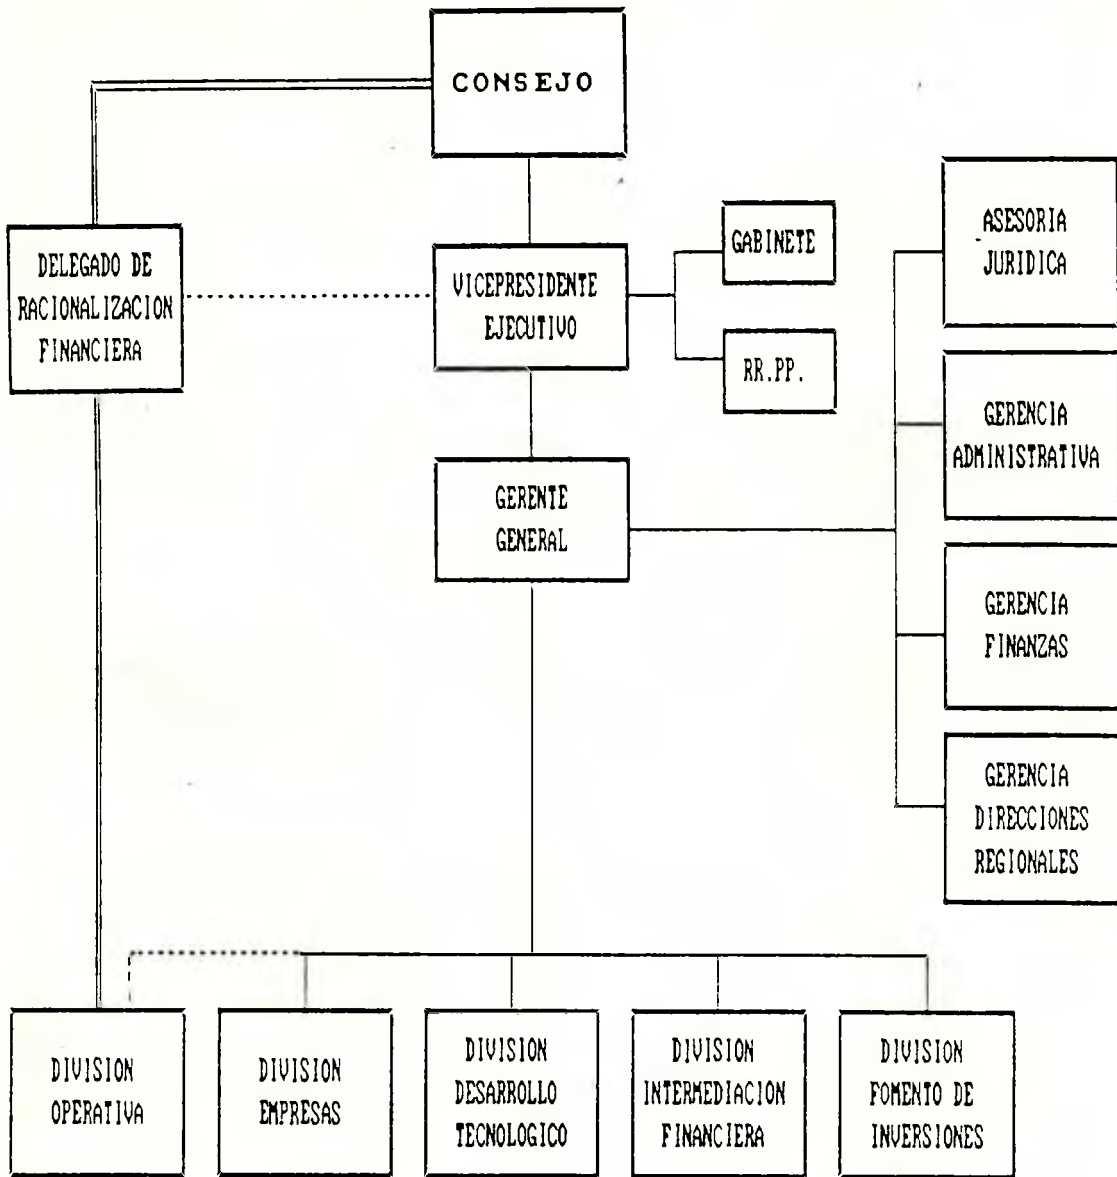 CONSEJO
DELEGADO DE
RACIONALIZACION
FINANCIERA
VICEPRESIDENTE
EJECUTIVO
GABINETE
RR.PP.
ASESORIA
JURIDICA
GERENCIA
ADMINISTRATIVA
GERENTE
GENERAL
GERENCIA
FINANZAS
GERENCIA
DIRECCIONES
REGIONALES
DIVISION
OPERATIVA
DIVISION
EMPRESAS
DIVISION
DESARROLLO
TECNOLOGICO
DIVISION
INTERMEDIACION
FINANCIERA
DIVISION
FOMENTO DE
INVERSIONES